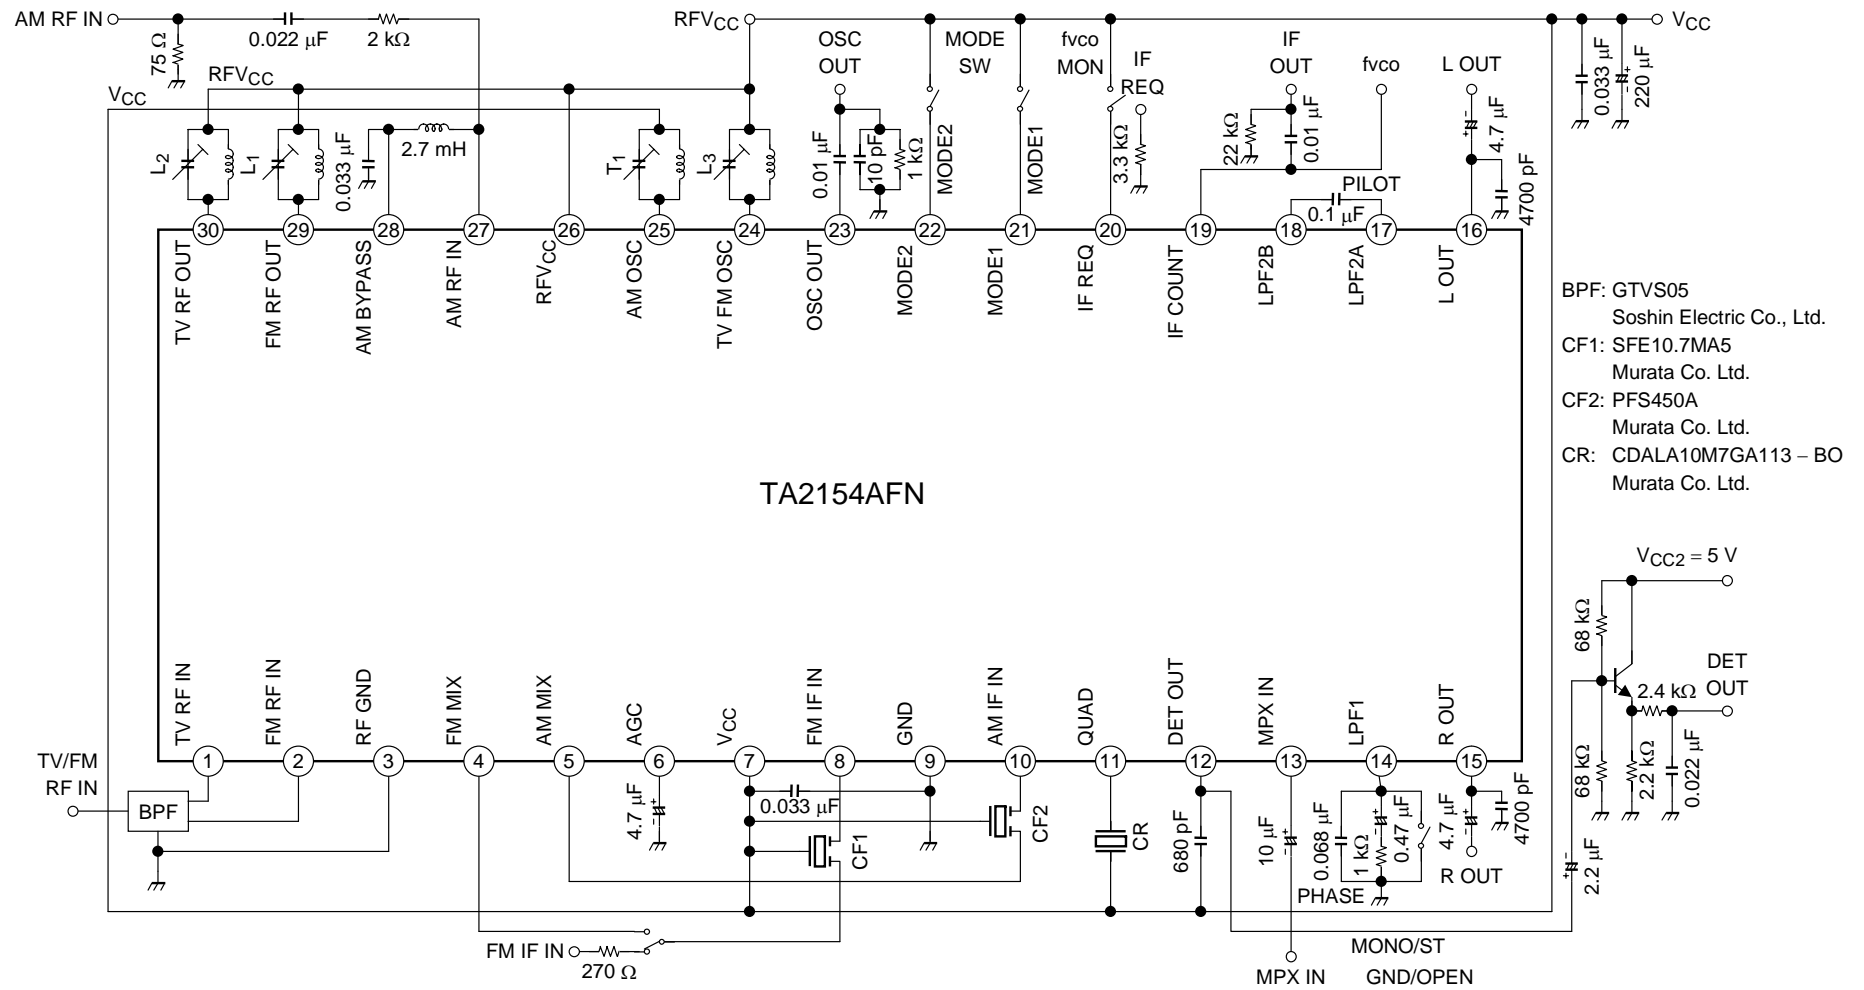 AM RF IN
0.022 μF
2 kΩ
75 Ω
RFVCC
VCC
RFVCC
VCC
OSC
OUT
MODE
SW
fvco
MON
IF
REQ
IF
OUT
fvco
L OUT
0.033 μF
220 μF
L2
L1
0.033 μF
2.7 mH
T1
L3
0.01 μF
10 pF
1 kΩ
MODE2
MODE1
3.3 kΩ
22 kΩ
0.01 μF
PILOT
0.1 μF
4.7 μF
4700 pF
30
29
28
27
26
25
24
23
22
21
20
19
18
17
16
TV RF OUT
FM RF OUT
AM BYPASS
AM RF IN
RFVCC
AM OSC
TV FM OSC
OSC OUT
MODE2
MODE1
IF REQ
IF COUNT
LPF2B
LPF2A
L OUT
BPF: GTVS05
Soshin Electric Co., Ltd.
CF1: SFE10.7MA5
Murata Co. Ltd.
CF2: PFS450A
Murata Co. Ltd.
CR: CDALA10M7GA113 – BO
Murata Co. Ltd.
TA2154AFN
VCC2 = 5 V
68 kΩ
DET
OUT
2.4 kΩ
68 kΩ
2.2 kΩ
0.022 μF
2.2 μF
TV RF IN
FM RF IN
RF GND
FM MIX
AM MIX
AGC
VCC
FM IF IN
GND
AM IF IN
QUAD
DET OUT
MPX IN
LPF1
R OUT
1
2
3
4
5
6
7
8
9
10
11
12
13
14
15
TV/FM
RF IN
BPF
4.7 μF
0.033 μF
CF1
CF2
CR
680 pF
10 μF
0.068 μF
1 kΩ
0.47 μF
4.7 μF
4700 pF
R OUT
PHASE
FM IF IN
270 Ω
MPX IN
MONO/ST
GND/OPEN